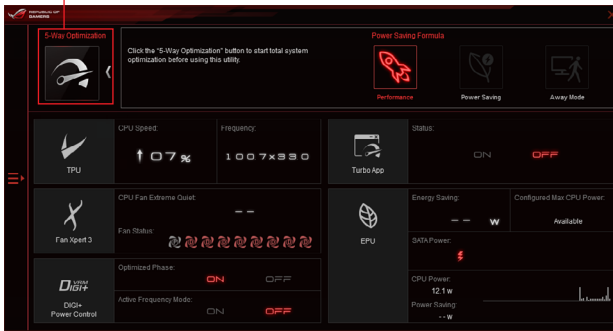 REPUBLIC OF
GAMERS
5-Way Optimization
Click the "5-Way Optimization" button to start total system
optimization before using this utility.
Power Saving Formula
Performance
Power Saving
Away Mode
TPU
CPU Speed:
07%
Frequency:
1007x330
Turbo App
Status:
ON OFF
Fan Xpert 3
CPU Fan Extreme Quiet:
--
Fan Status:
EPU
Energy Saving:
-- w
Configured Max CPU Power:
Available
SATA Power:
CPU Power:
12.1 w
Power Saving:
-- w
DIGI+ VRM
DIGI+
Power Control
Optimized Phase:
ON OFF
Active Frequency Mode:
ON OFF